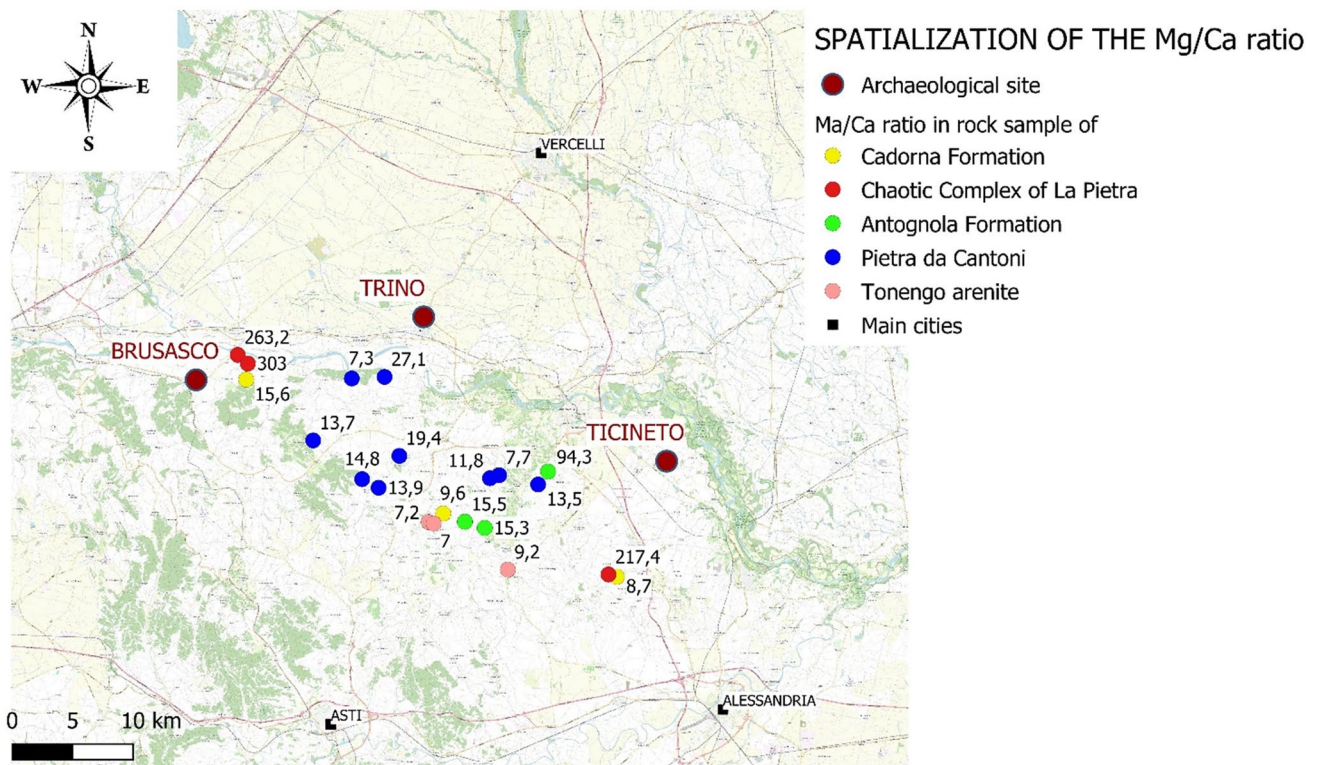 N
W
E
S
SPATIALIZATION OF THE Mg/Ca ratio
Archaeological site
Ma/Ca ratio in rock sample of
Cadorna Formation
Chaotic Complex of La Pietra
Antognola Formation
Pietra da Cantoni
Tonengo arenite
Main cities
VERCELLI
TRINO
BRUSASCO
263,2
303
15,6
7,3
27,1
13,7
19,4
14,8
13,9
TICINETO
11,8
7,7
94,3
13,5
9,6
15,5
7,2
7
15,3
9,2
217,4
8,7
ALESSANDRIA
ASTI
0 5 10 km